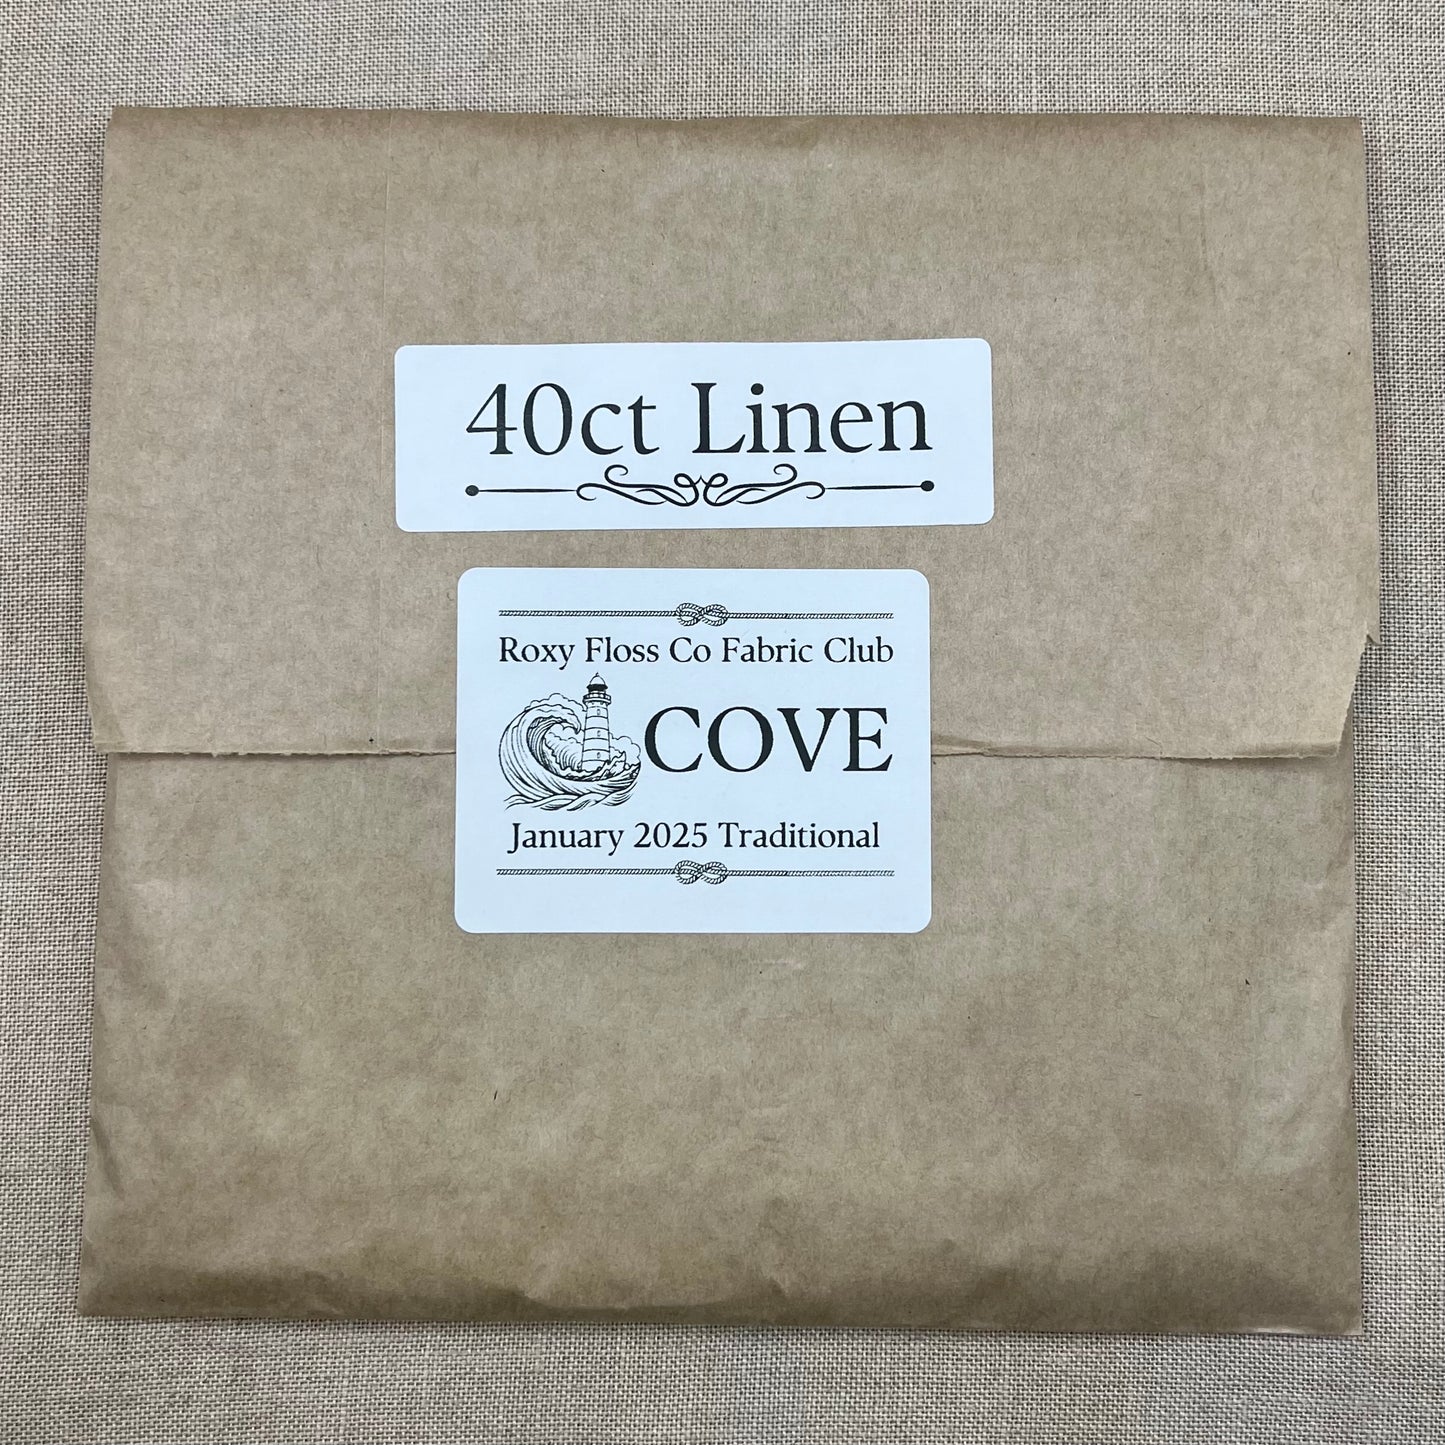 40ct Linen
Roxy Floss Co Fabric Club
COVE
January 2025 Traditional